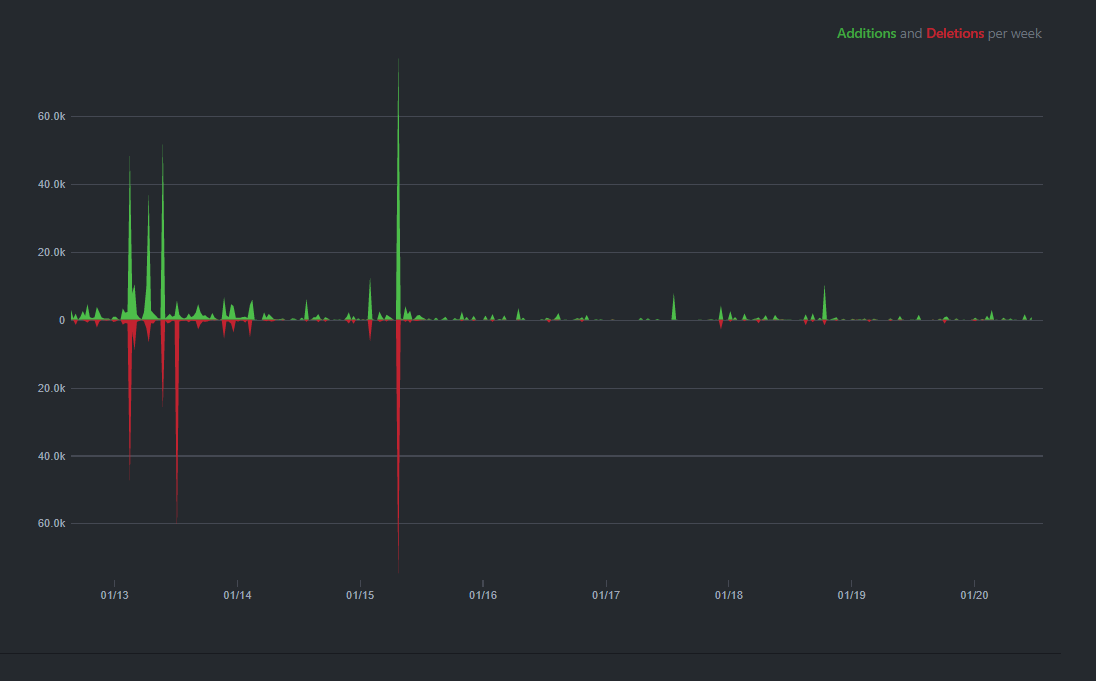 Additions and Deletions per week
60.0k
40.0k
20.0k
0
20.0k
40.0k
60.0k
01/13 01/14 01/15 01/16 01/17 01/18 01/19 01/20